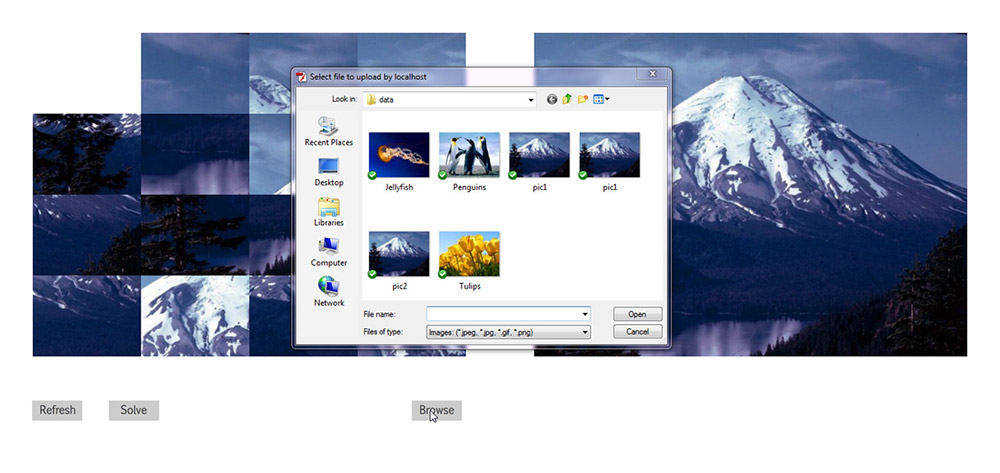 Select file to upload by localhost
Look in: data
Recent Places
Desktop
Libraries
Computer
Network
Jellyfish
Penguins
pic1
pic1
pic2
Tulips
File name:
Open
Files of type: Images: (*.jpeg, *.jpg, *.gif, *.png)
Cancel
Refresh
Solve
Browse